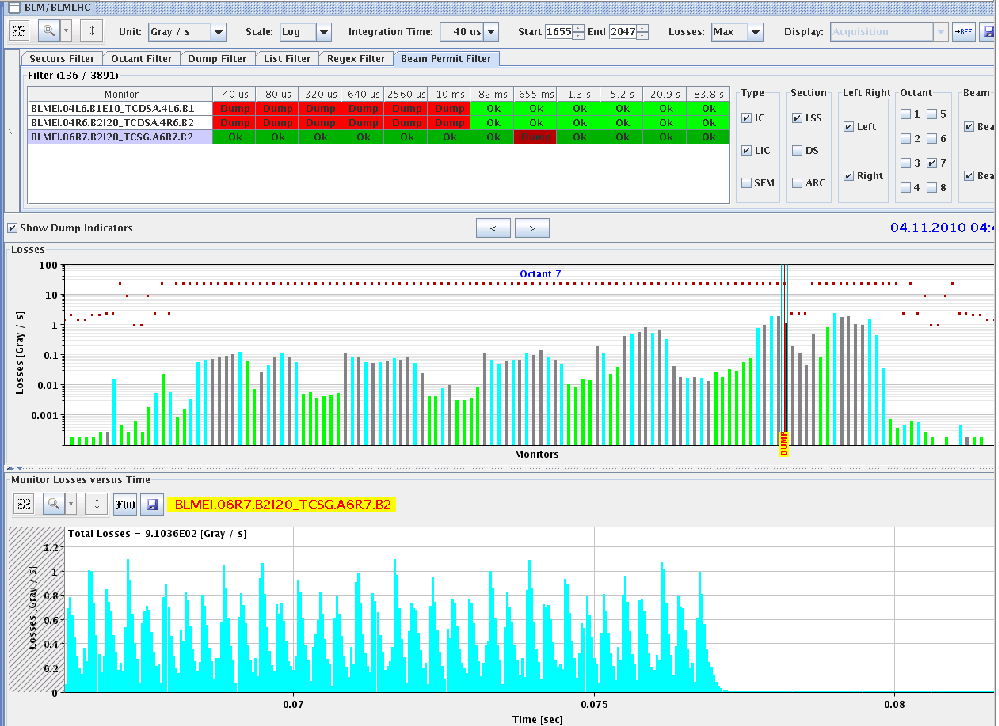 BLM/BLMLHC
Unit: Gray / s Scale: Log Integration Time: 40 us Start 1655 End 2047 Losses: Max Display: Acquisition
Sectors Filter Octant Filter Dump Filter List Filter Regex Filter Beam Permit Filter
Filter (136 / 3891)
Monitor 40 us 80 us 320 us 640 us 2560 us 10 ms 82 ms 655 ms 1.3 s 5.2 s 20.9 s 83.8 s
BLMEI.04L6.B1E10_TCDSA.4L6.B1 Dump Dump Dump Dump Dump Dump Ok Ok Ok Ok Ok Ok
BLMEI.04R6.B2I20_TCDSA.4R6.B2 Dump Dump Dump Dump Dump Dump Ok Ok Ok Ok Ok Ok
BLMEI.06R7.B2I20_TCSG.A6R7.B2 Ok Ok Ok Ok Ok Ok Ok Dump Ok Ok Ok Ok
Type Section Left Right Octant Beam
IC LSS Left 1 5 Bea
LIC DS 2 6
SEM ARC Right 3 7 Bea
4 8
Show Dump Indicators < > 04.11.2010 04:4
Losses
Octant 7
Losses [Gray / s]
100
10
1
0.1
0.01
0.001
DUMP
Monitors
Monitor Losses versus Time
BLMEI.06R7.B2I20_TCSG.A6R7.B2
Total Losses - 9.1036E02 [Gray / s]
Losses [Gray / s]
1.2
1
0.8
0.6
0.4
0.2
0
0.07 0.075 0.08
Time [sec]